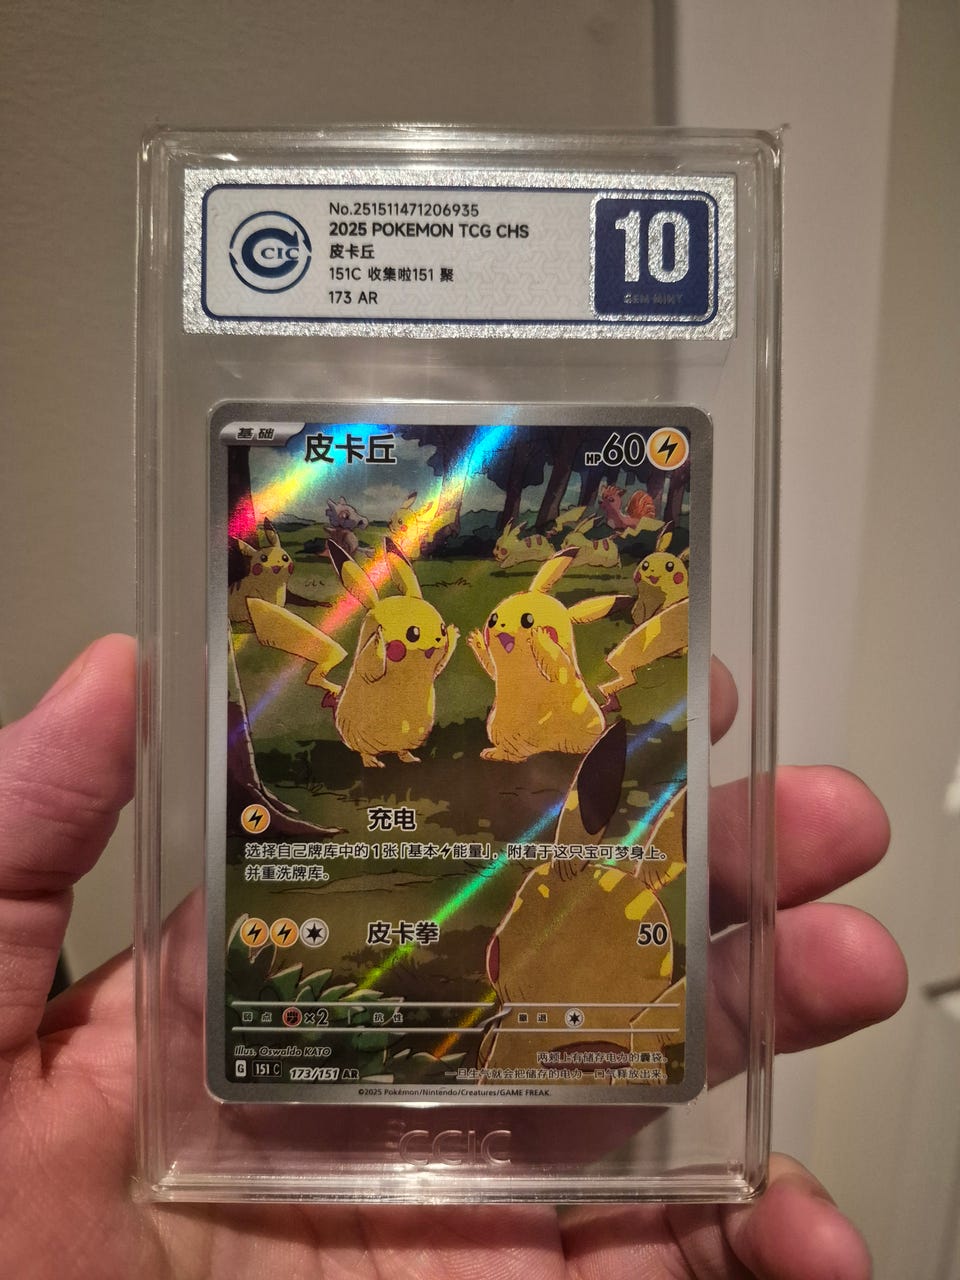 CCIC
No.251511471206935
2025 POKEMON TCG CHS
皮卡丘
151C 收集啦151 聚
173 AR
10
GEM MINT
基础
皮卡丘
HP60
充电
选择自己牌库中的1张「基本能量」，附着于这只宝可梦身上。
并重洗牌库。
皮卡拳 50
弱点 ×2 抗性 撤退
Illus. Oswaldo KATO
两颊上有储存电力的囊袋。
G 151 C 173/151 AR
一旦生气就会把储存的电力一口气释放出来。
©2025 Pokémon/Nintendo/Creatures/GAME FREAK.
CCIC